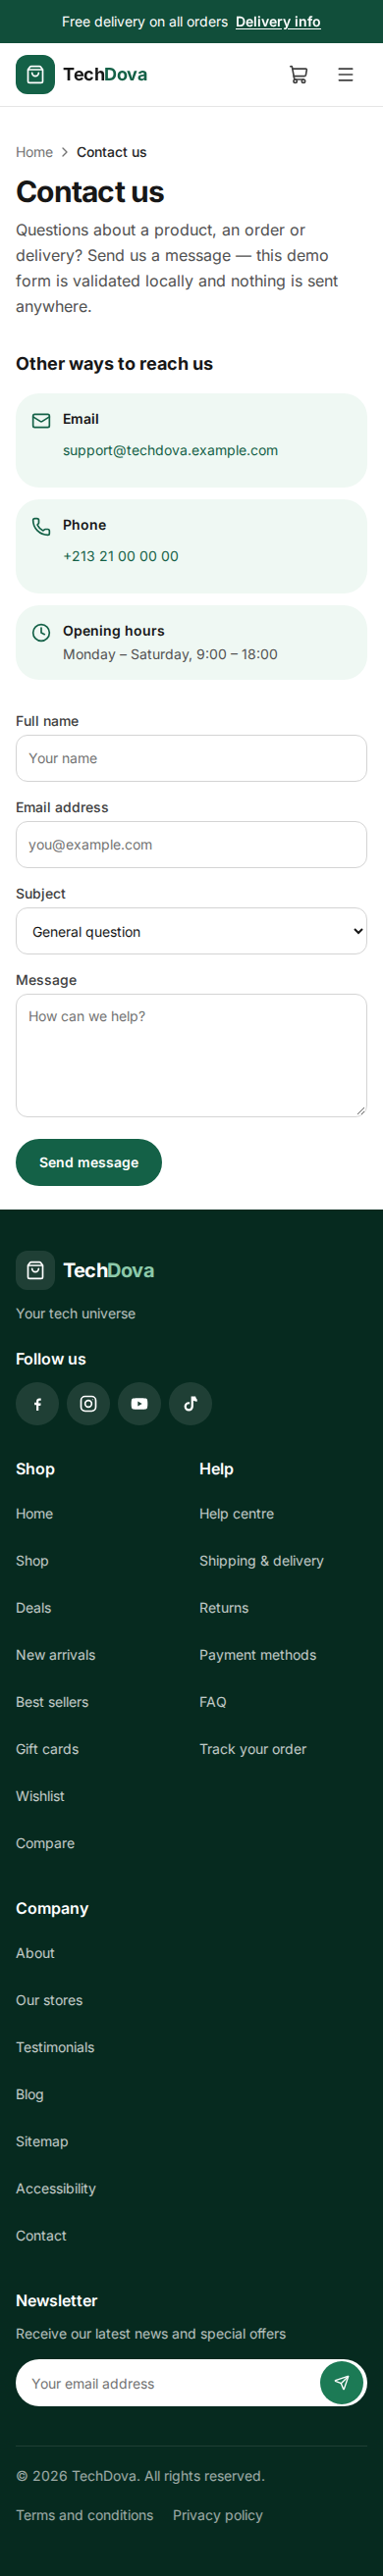 Free delivery on all orders Delivery info
TechDova
Home > Contact us
Contact us
Questions about a product, an order or
delivery? Send us a message — this demo
form is validated locally and nothing is sent
anywhere.
Other ways to reach us
Email
support@techdova.example.com
Phone
+213 21 00 00 00
Opening hours
Monday – Saturday, 9:00 – 18:00
Full name
Your name
Email address
you@example.com
Subject
General question
Message
How can we help?
Send message
TechDova
Your tech universe
Follow us
Shop
Home
Shop
Deals
New arrivals
Best sellers
Gift cards
Wishlist
Compare
Help
Help centre
Shipping & delivery
Returns
Payment methods
FAQ
Track your order
Company
About
Our stores
Testimonials
Blog
Sitemap
Accessibility
Contact
Newsletter
Receive our latest news and special offers
Your email address
© 2026 TechDova. All rights reserved.
Terms and conditions Privacy policy